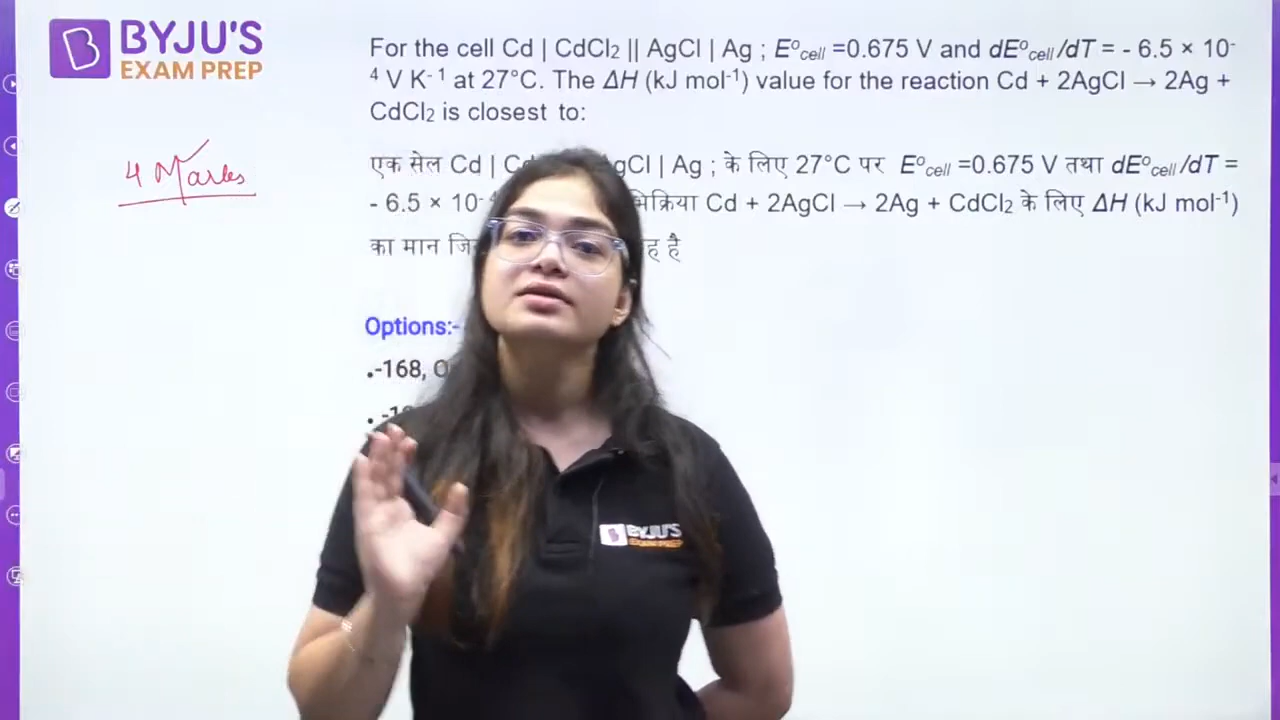 BYJU'S
EXAM PREP
For the cell Cd | CdCl2 || AgCl | Ag ; E°cell =0.675 V and dE°cell/dT = - 6.5 × 10-
4 V K-1 at 27°C. The ΔH (kJ mol-1) value for the reaction Cd + 2AgCl → 2Ag +
CdCl2 is closest to:
4 Marks
एक सेल Cd | gCl | Ag ; के लिए 27°C पर E°cell =0.675 V तथा dE°cell/dT =
- 6.5 × 10- Cd + 2AgCl → 2Ag + CdCl2 के लिए ΔH (kJ mol-1)
का मान है
Options:-
.-168,
BYJU'S
EXAM PREP